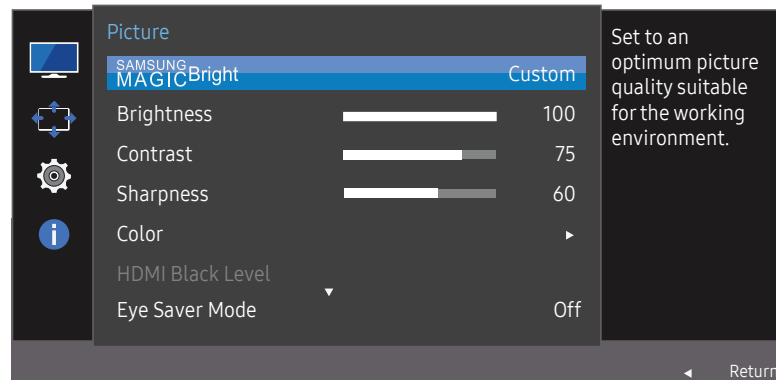 Picture
SAMSUNG
MAGICBright Custom
Brightness 100
Contrast 75
Sharpness 60
Color
HDMI Black Level
Eye Saver Mode Off
Set to an
optimum picture
quality suitable
for the working
environment.
Return